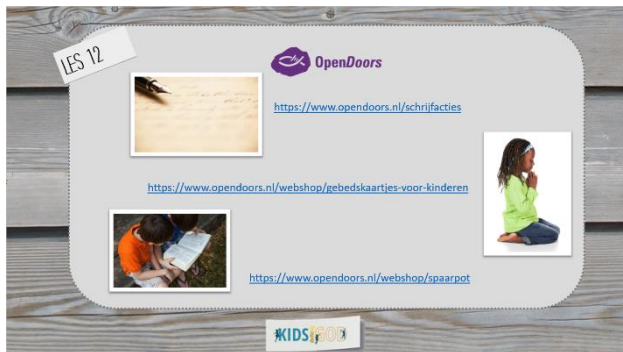 LES 12
OpenDoors
https://www.opendoors.nl/schrijfacties
https://www.opendoors.nl/webshop/gebedskaartjes-voor-kinderen
https://www.opendoors.nl/webshop/spaarpot
KIDS GOD